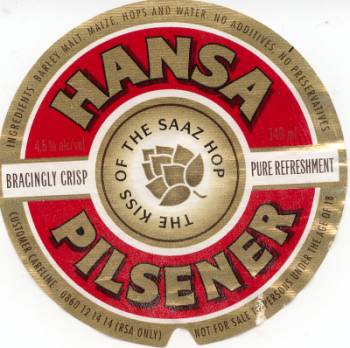 INGREDIENTS: BARLEY MALT, MAIZE, HOPS AND WATER. NO ADDITIVES, NO PRESERVATIVES
HANSA
4,5% alc/vol
340 ml
THE KISS OF THE SAAZ HOP
BRACINGLY CRISP
PURE REFRESHMENT
PILSENER
CUSTOMER CARELINE: 0860 12 14 14 (RSA ONLY)
NOT FOR SALE TO PERSONS UNDER THE AGE OF 18